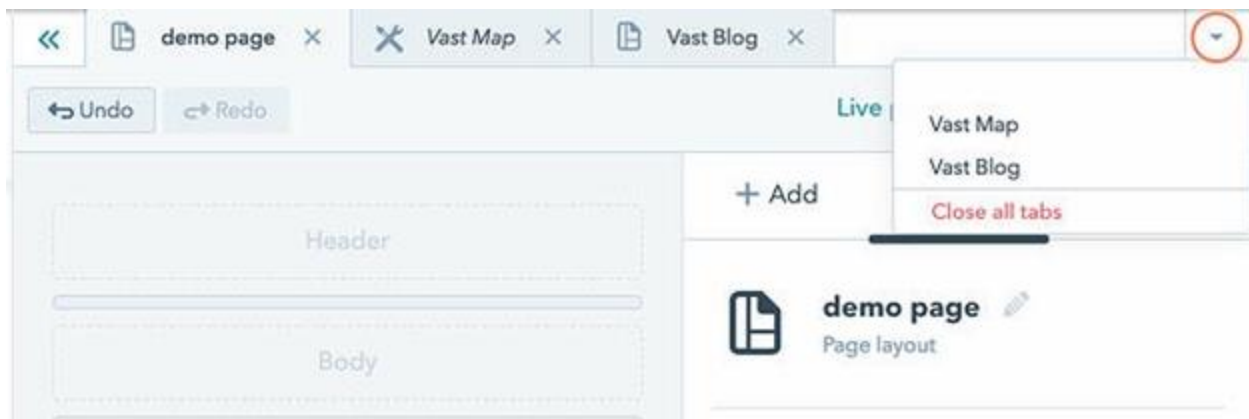 demo page
Vast Map
Vast Blog
Undo
Redo
Live
Vast Map
Vast Blog
Close all tabs
+ Add
Header
Body
demo page
Page layout